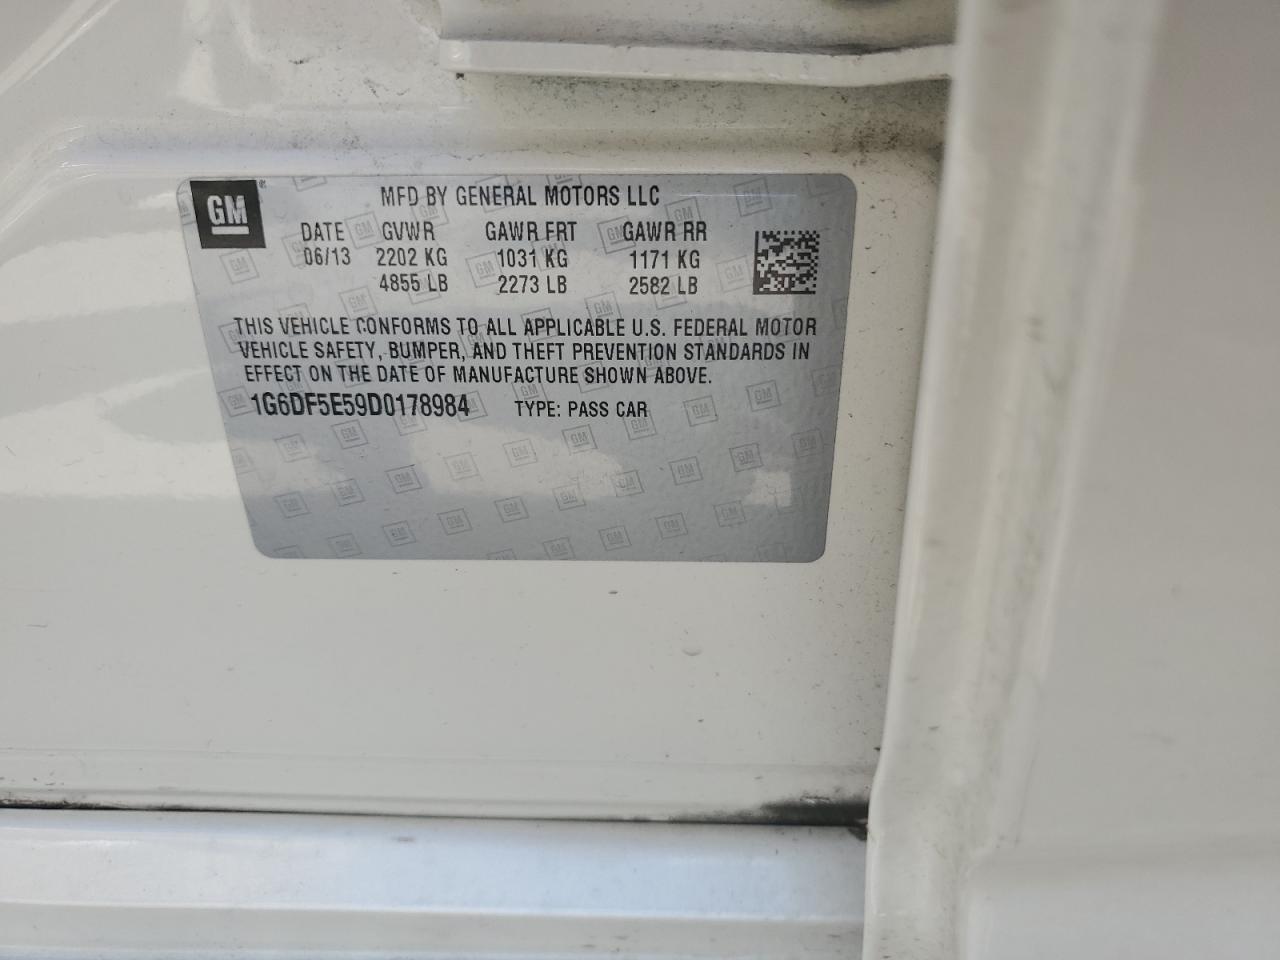 GM
MFD BY GENERAL MOTORS LLC
DATE GVWR GAWR FRT GAWR RR
06/13 2202 KG 1031 KG 1171 KG
4855 LB 2273 LB 2582 LB
THIS VEHICLE CONFORMS TO ALL APPLICABLE U.S. FEDERAL MOTOR
VEHICLE SAFETY, BUMPER, AND THEFT PREVENTION STANDARDS IN
EFFECT ON THE DATE OF MANUFACTURE SHOWN ABOVE.
1G6DF5E59D0178984 TYPE: PASS CAR